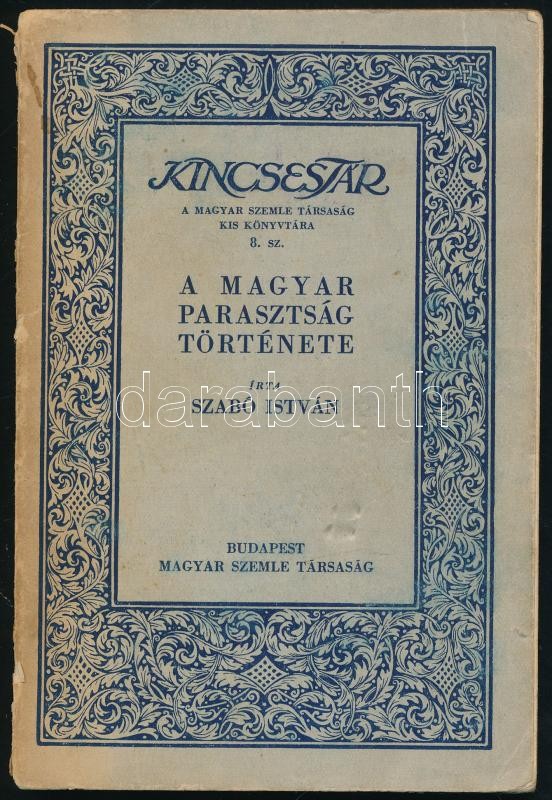 KINCSESTÁR
A MAGYAR SZEMLE TÁRSASÁG
KIS KÖNYVTÁRA
8. SZ.
A MAGYAR
PARASZTSÁG
TÖRTÉNETE
ÍRTA
darabanth
SZABÓ ISTVÁN
BUDAPEST
MAGYAR SZEMLE TÁRSASÁG